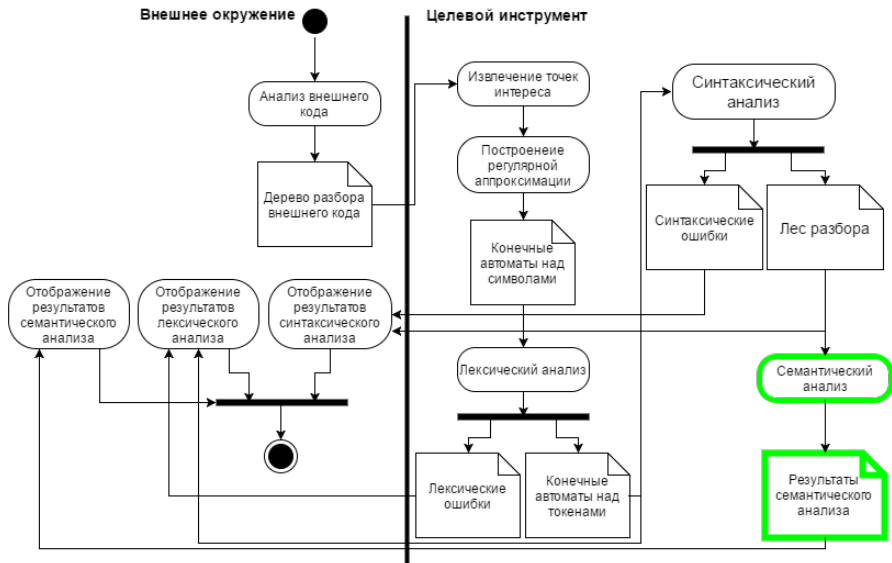 Внешнее окружение
Целевой инструмент
Анализ внешнего
кода
Дерево разбора
внешнего кода
Извлечение точек
интереса
Построенеие
регулярной
аппроксимации
Конечные
автоматы над
символами
Синтаксический
анализ
Синтаксические
ошибки
Лес разбора
Отображение
результатов
семантического
анализа
Отображение
результатов
лексического
анализа
Отображение
результатов
синтаксического
анализа
Лексический анализ
Семантический
анализ
Лексические
ошибки
Конечные
автоматы над
токенами
Результаты
семантического
анализа